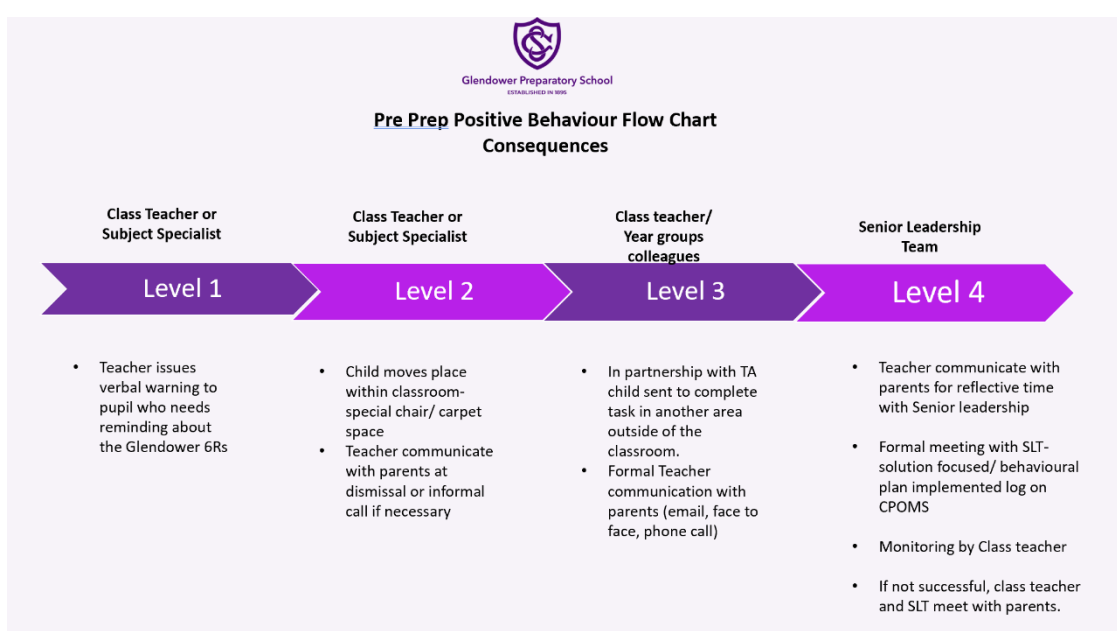 Glendower Preparatory School
ESTABLISHED IN 1895
Pre Prep Positive Behaviour Flow Chart
Consequences
Class Teacher or
Subject Specialist
Level 1
• Teacher issues
verbal warning to
pupil who needs
reminding about
the Glendower 6Rs
Class Teacher or
Subject Specialist
Level 2
• Child moves place
within classroom-
special chair/ carpet
space
• Teacher communicate
with parents at
dismissal or informal
call if necessary
Class teacher/
Year groups
colleagues
Level 3
• In partnership with TA
child sent to complete
task in another area
outside of the
classroom.
• Formal Teacher
communication with
parents (email, face to
face, phone call)
Senior Leadership
Team
Level 4
• Teacher communicate with
parents for reflective time
with Senior leadership
• Formal meeting with SLT-
solution focused/ behavioural
plan implemented log on
CPOMS
• Monitoring by Class teacher
• If not successful, class teacher
and SLT meet with parents.